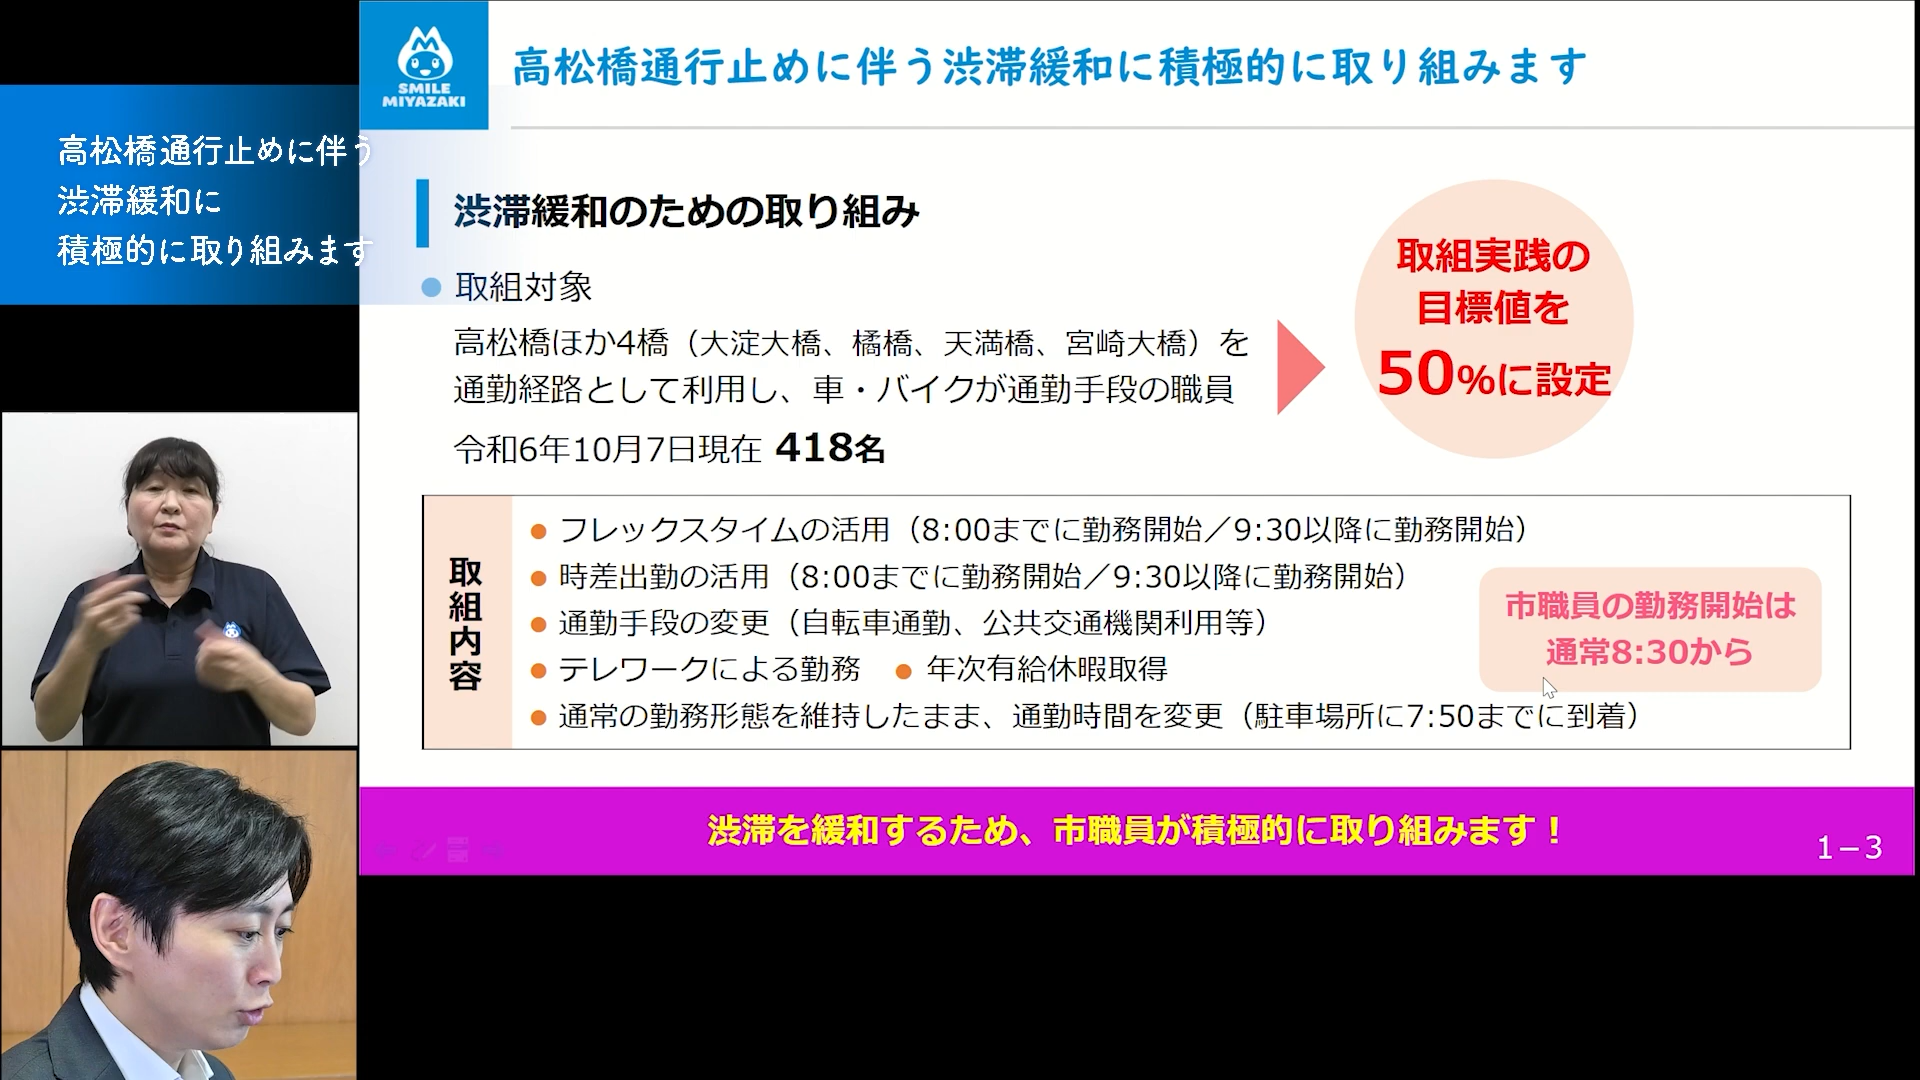 SMILE
MIYAZAKI
高松橋通行止めに伴う渋滞緩和に積極的に取り組みます
高松橋通行止めに伴う
渋滞緩和に
積極的に取り組みます
渋滞緩和のための取り組み
● 取組対象
高松橋ほか4橋（大淀大橋、橘橋、天満橋、宮崎大橋）を
通勤経路として利用し、車・バイクが通勤手段の職員
令和6年10月7日現在 418名
取組実践の
目標値を
50%に設定
取組内容
● フレックスタイムの活用（8:00までに勤務開始／9:30以降に勤務開始）
● 時差出勤の活用（8:00までに勤務開始／9:30以降に勤務開始）
● 通勤手段の変更（自転車通勤、公共交通機関利用等）
● テレワークによる勤務 ● 年次有給休暇取得
● 通常の勤務形態を維持したまま、通勤時間を変更（駐車場所に7:50までに到着）
市職員の勤務開始は
通常8:30から
渋滞を緩和するため、市職員が積極的に取り組みます！
1－3